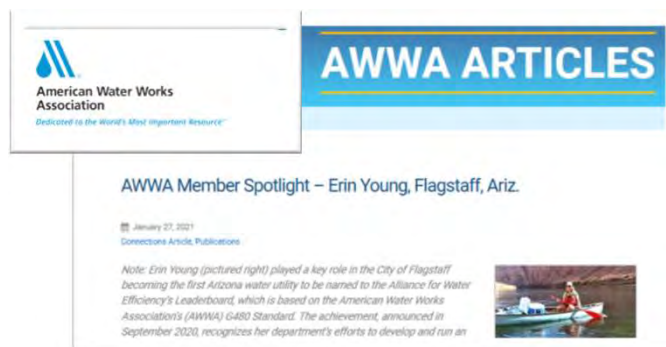 American Water Works
Association
Dedicated to the World's Most Important Resource
AWWA ARTICLES
AWWA Member Spotlight – Erin Young, Flagstaff, Ariz.
January 27, 2021
Connections Article, Publications
Note: Erin Young (pictured right) played a key role in the City of Flagstaff
becoming the first Arizona water utility to be named to the Alliance for Water
Efficiency's Leaderboard, which is based on the American Water Works
Association's (AWWA) G480 Standard. The achievement, announced in
September 2020, recognizes her department's efforts to develop and run an